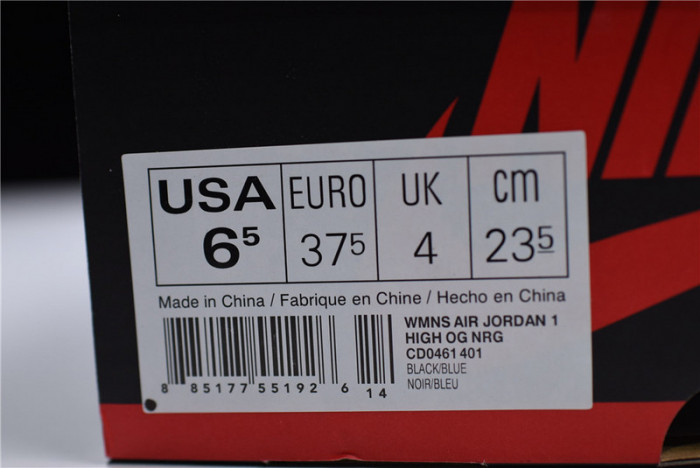 NIK
USA EURO UK cm
6⁵ 37⁵ 4 23⁵
Made in China / Fabrique en Chine / Hecho en China
WMNS AIR JORDAN 1
HIGH OG NRG
CD0461 401
BLACK/BLUE
NOIR/BLEU
8 85177 55192 6 14